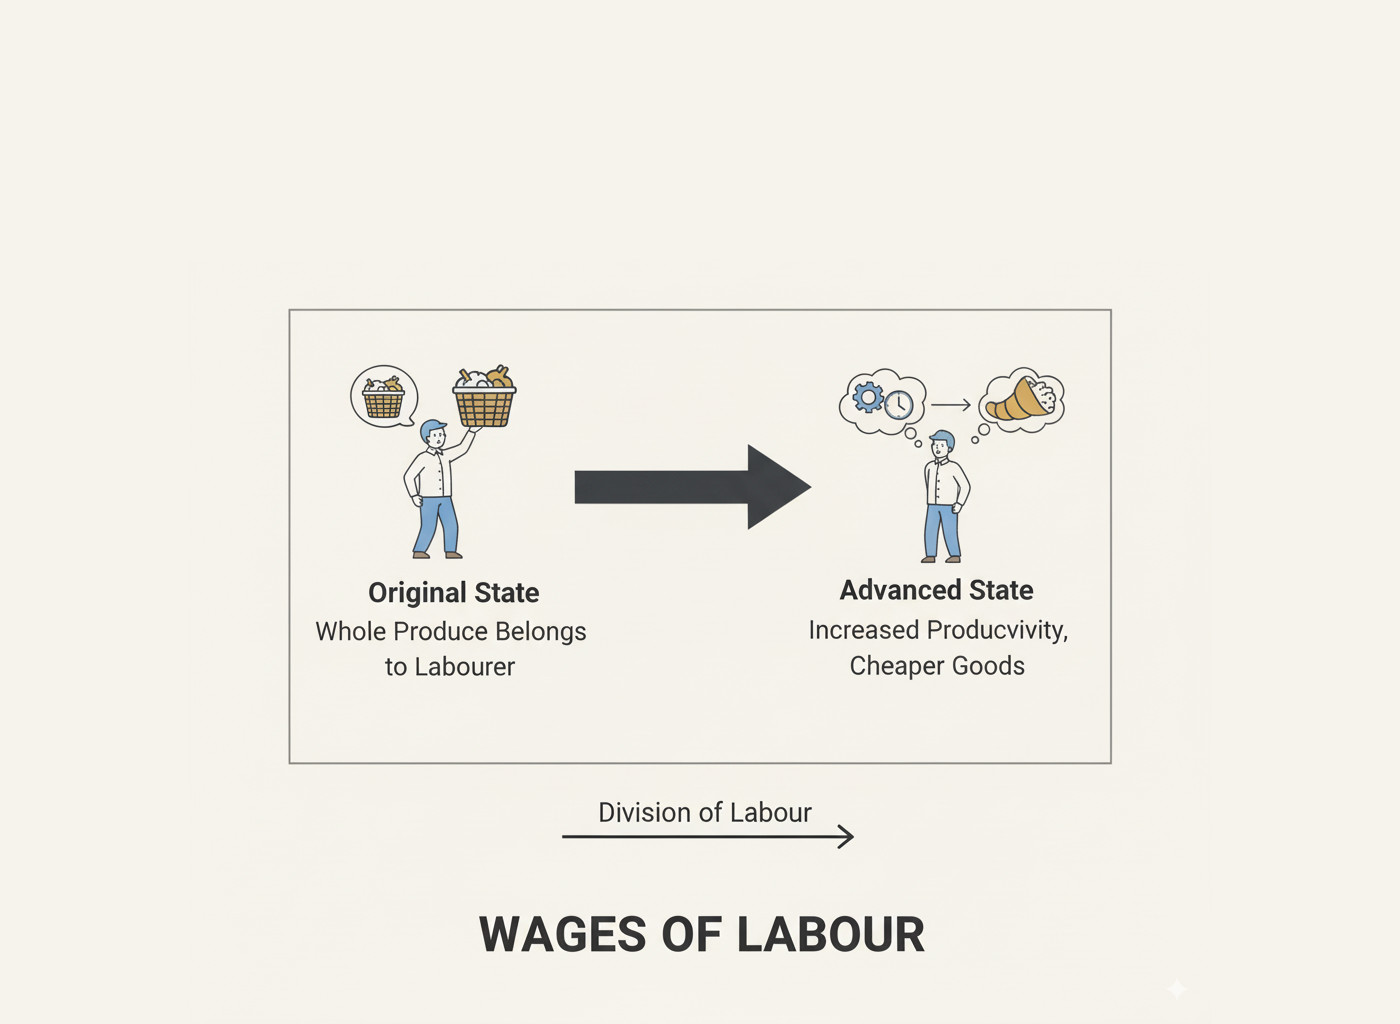 Original State
Whole Produce Belongs
to Labourer
Advanced State
Increased Producvivity,
Cheaper Goods
Division of Labour
WAGES OF LABOUR